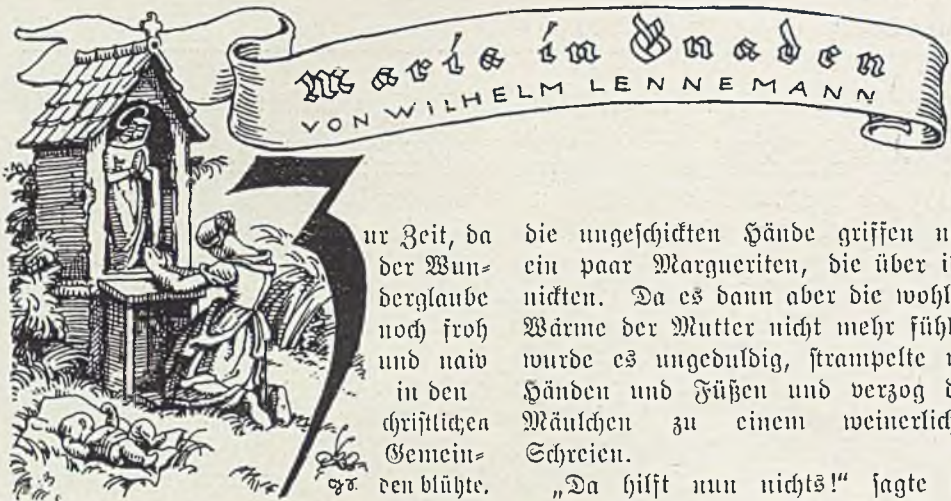 Maria in Gnaden
VON WILHELM LENNEMANN
Zur Zeit, da
der Wun=
derglaube
noch froh
und naiv
in den
christlichen
Gemein=
den blühte.
die ungeschickten Hände griffen
ein paar Margueriten, die über
nickten. Da es dann aber die
Wärme der Mutter nicht mehr
wurde es ungeduldig, strampelte
Händen und Füßen und verzog
Mäulchen zu einem
Schreien.
„Da hilft nun nichts!“ sagte